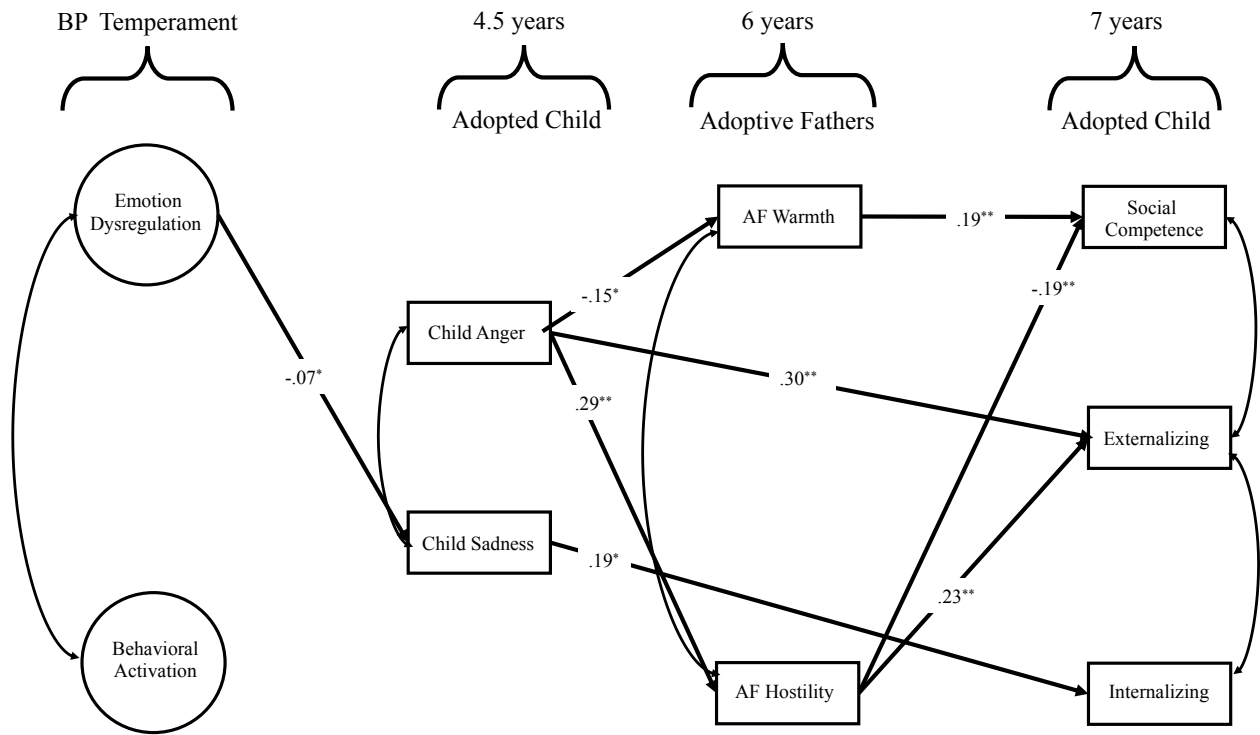 BP Temperament
4.5 years
6 years
7 years
Adopted Child
Adoptive Fathers
Adopted Child
Emotion
Dysregulation
AF Warmth
.19**
Social
Competence
-.15*
-.19**
Child Anger
-.07*
.30**
.29**
Externalizing
Child Sadness
.19*
.23**
Behavioral
Activation
AF Hostility
Internalizing